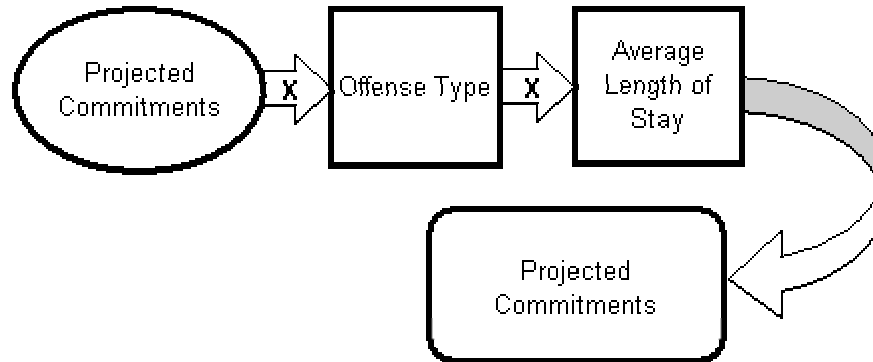 Projected
Commitments
X
Offense Type
X
Average
Length of
Stay
Projected
Commitments